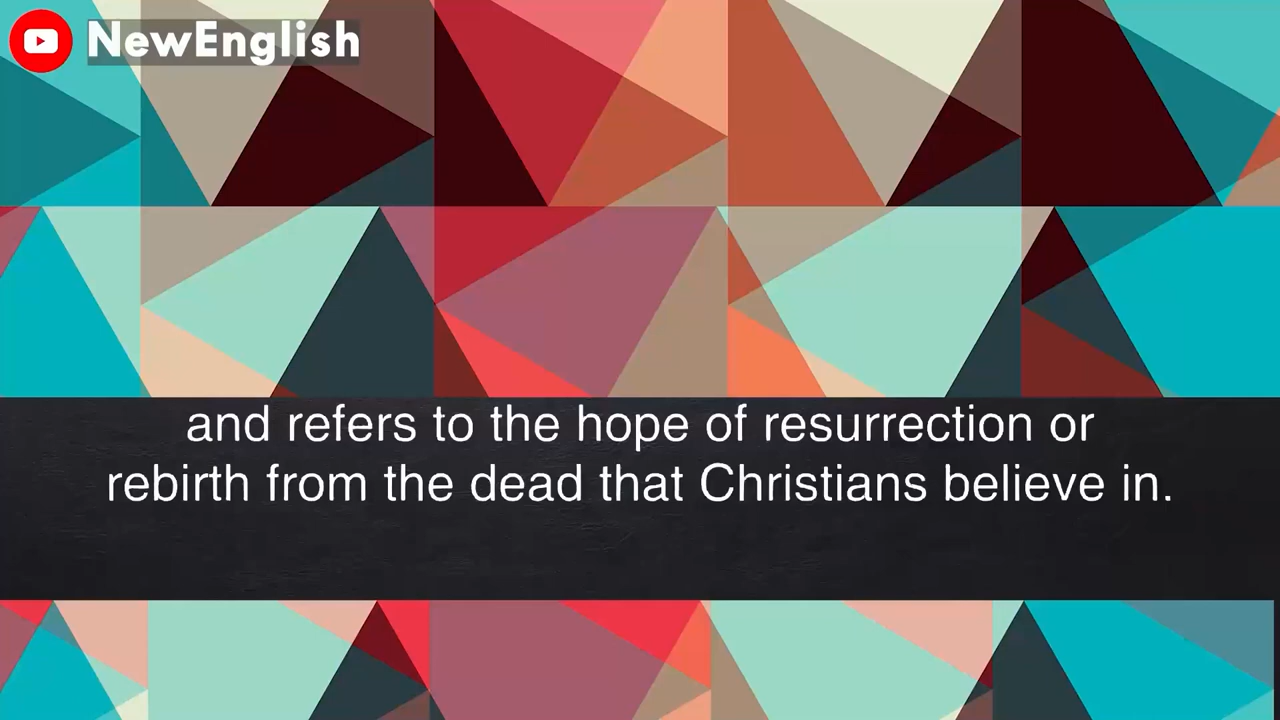 NewEnglish
and refers to the hope of resurrection or
rebirth from the dead that Christians believe in.